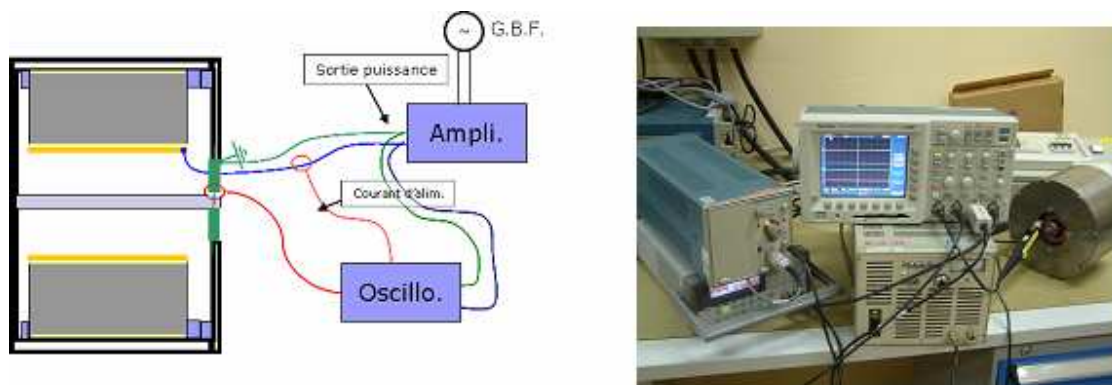 G.B.F.
~
Sortie puissance
Ampli.
Courant d'alim.
Oscillo.